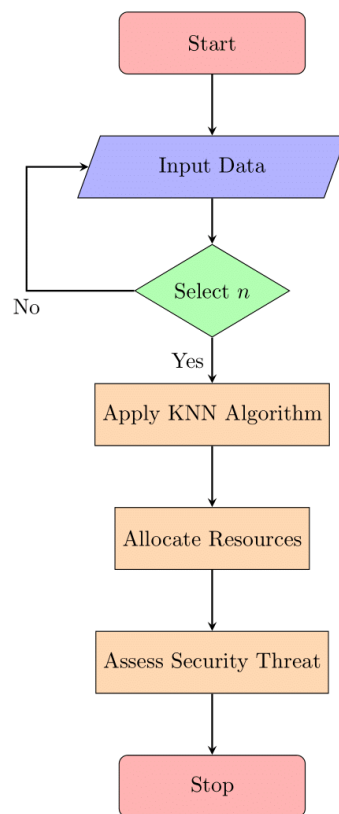 Start
Input Data
Select n
No
Yes
Apply KNN Algorithm
Allocate Resources
Assess Security Threat
Stop